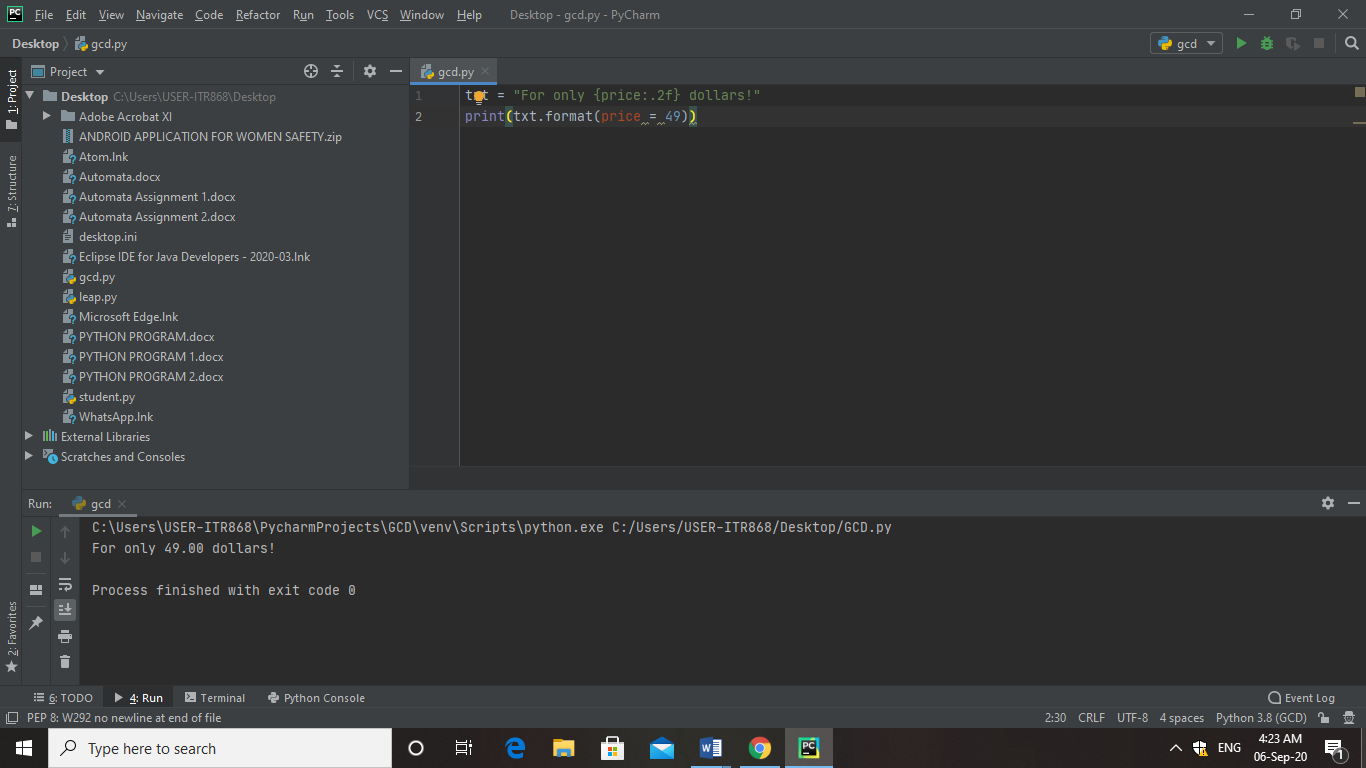 File Edit View Navigate Code Refactor Run Tools VCS Window Help Desktop - gcd.py - PyCharm
Desktop gcd.py gcd
1: Project
Project
gcd.py
Desktop C:\Users\USER-ITR868\Desktop
Adobe Acrobat XI
ANDROID APPLICATION FOR WOMEN SAFETY.zip
Atom.lnk
Automata.docx
Automata Assignment 1.docx
Automata Assignment 2.docx
desktop.ini
Eclipse IDE for Java Developers - 2020-03.lnk
gcd.py
leap.py
Microsoft Edge.lnk
PYTHON PROGRAM.docx
PYTHON PROGRAM 1.docx
PYTHON PROGRAM 2.docx
student.py
WhatsApp.lnk
External Libraries
Scratches and Consoles
7: Structure
1 txt = "For only {price:.2f} dollars!"
2 print(txt.format(price = 49))
Run: gcd
C:\Users\USER-ITR868\PycharmProjects\GCD\venv\Scripts\python.exe C:/Users/USER-ITR868/Desktop/GCD.py
For only 49.00 dollars!
Process finished with exit code 0
2: Favorites
6: TODO 4: Run Terminal Python Console Event Log
PEP 8: W292 no newline at end of file 2:30 CRLF UTF-8 4 spaces Python 3.8 (GCD)
Type here to search
ENG
4:23 AM
06-Sep-20
1